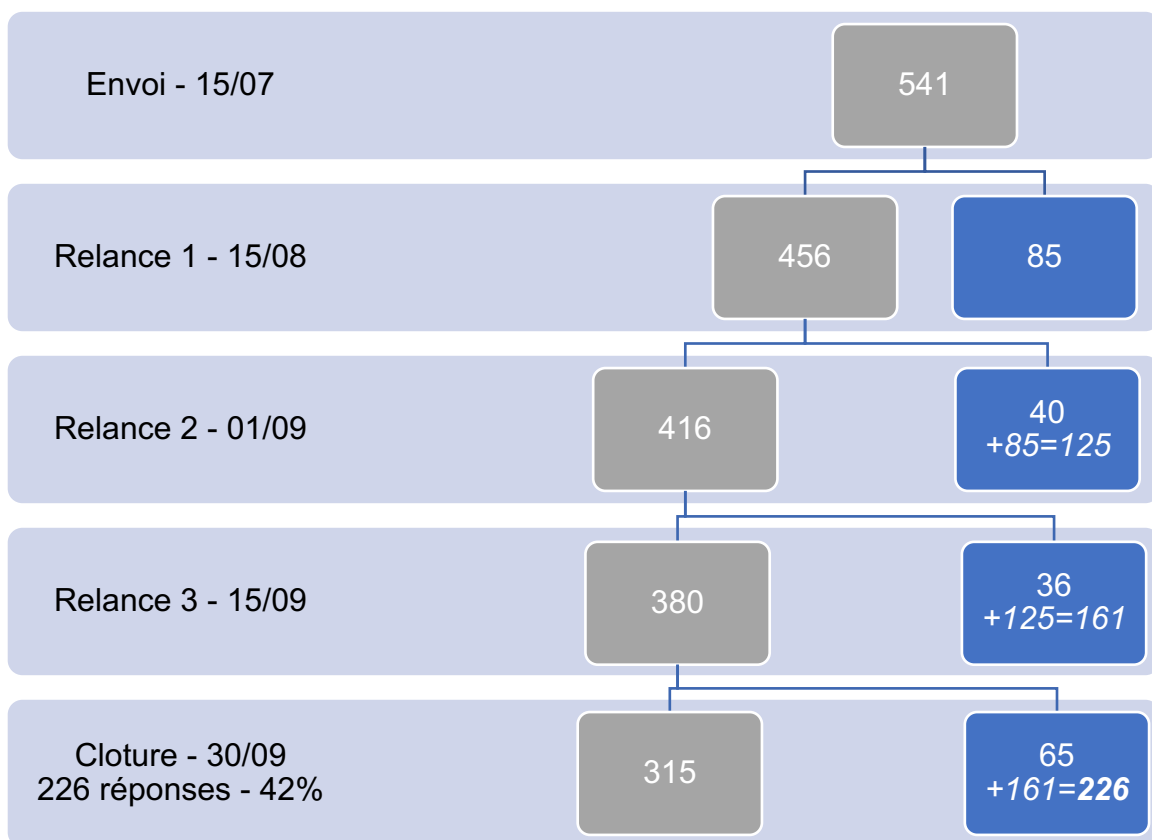 Envoi - 15/07
541
Relance 1 - 15/08
456
85
Relance 2 - 01/09
416
40
+85=125
Relance 3 - 15/09
380
36
+125=161
Cloture - 30/09
226 réponses - 42%
315
65
+161=226